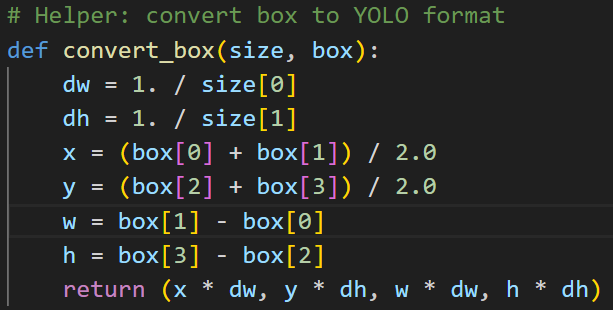 # Helper: convert box to YOLO format
def convert_box(size, box):
    dw = 1. / size[0]
    dh = 1. / size[1]
    x = (box[0] + box[1]) / 2.0
    y = (box[2] + box[3]) / 2.0
    w = box[1] - box[0]
    h = box[3] - box[2]
    return (x * dw, y * dh, w * dw, h * dh)